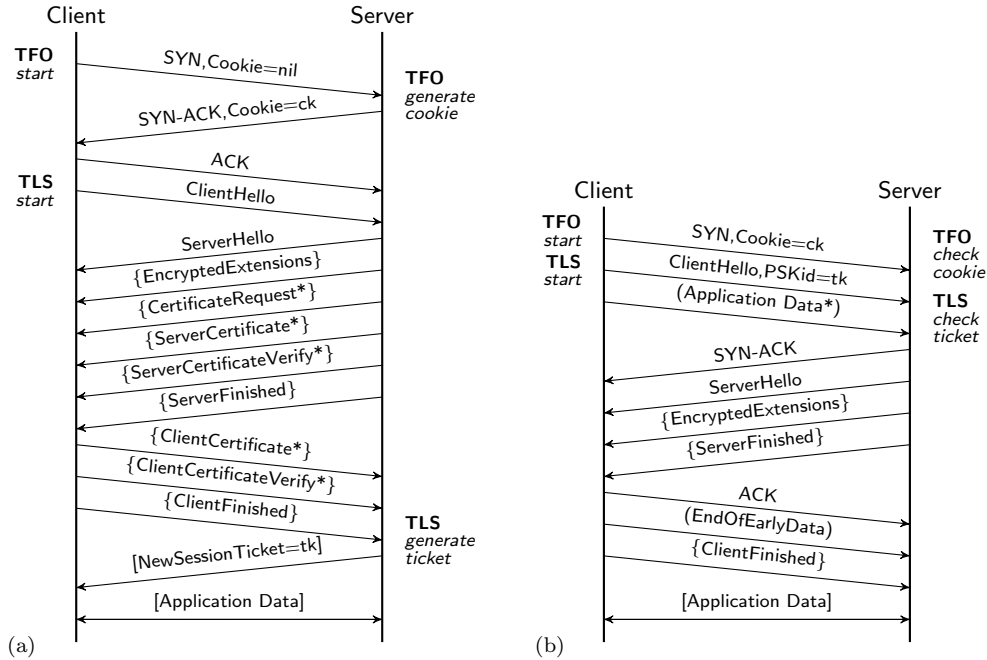 Client Server
TFO
start
SYN,Cookie=nil
TFO
generate
cookie
SYN-ACK,Cookie=ck
ACK
TLS
start
ClientHello
ServerHello
{EncryptedExtensions}
{CertificateRequest*}
{ServerCertificate*}
{ServerCertificateVerify*}
{ServerFinished}
{ClientCertificate*}
{ClientCertificateVerify*}
{ClientFinished}
TLS
generate
ticket
[NewSessionTicket=tk]
[Application Data]
(a)
Client Server
TFO
start
SYN,Cookie=ck
TFO
check
cookie
TLS
start
ClientHello,PSKid=tk
(Application Data*)
TLS
check
ticket
SYN-ACK
ServerHello
{EncryptedExtensions}
{ServerFinished}
ACK
(EndOfEarlyData)
{ClientFinished}
[Application Data]
(b)